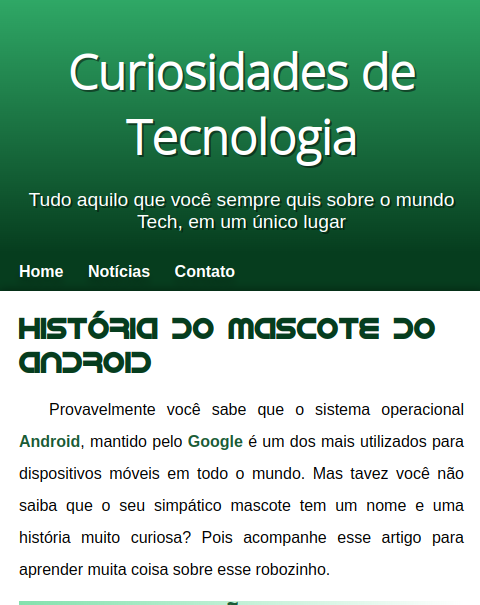 Curiosidades de
Tecnologia
Tudo aquilo que você sempre quis sobre o mundo
Tech, em um único lugar
Home Notícias Contato
História do Mascote do
Android
Provavelmente você sabe que o sistema operacional
Android, mantido pelo Google é um dos mais utilizados para
dispositivos móveis em todo o mundo. Mas tavez você não
saiba que o seu simpático mascote tem um nome e uma
história muito curiosa? Pois acompanhe esse artigo para
aprender muita coisa sobre esse robozinho.